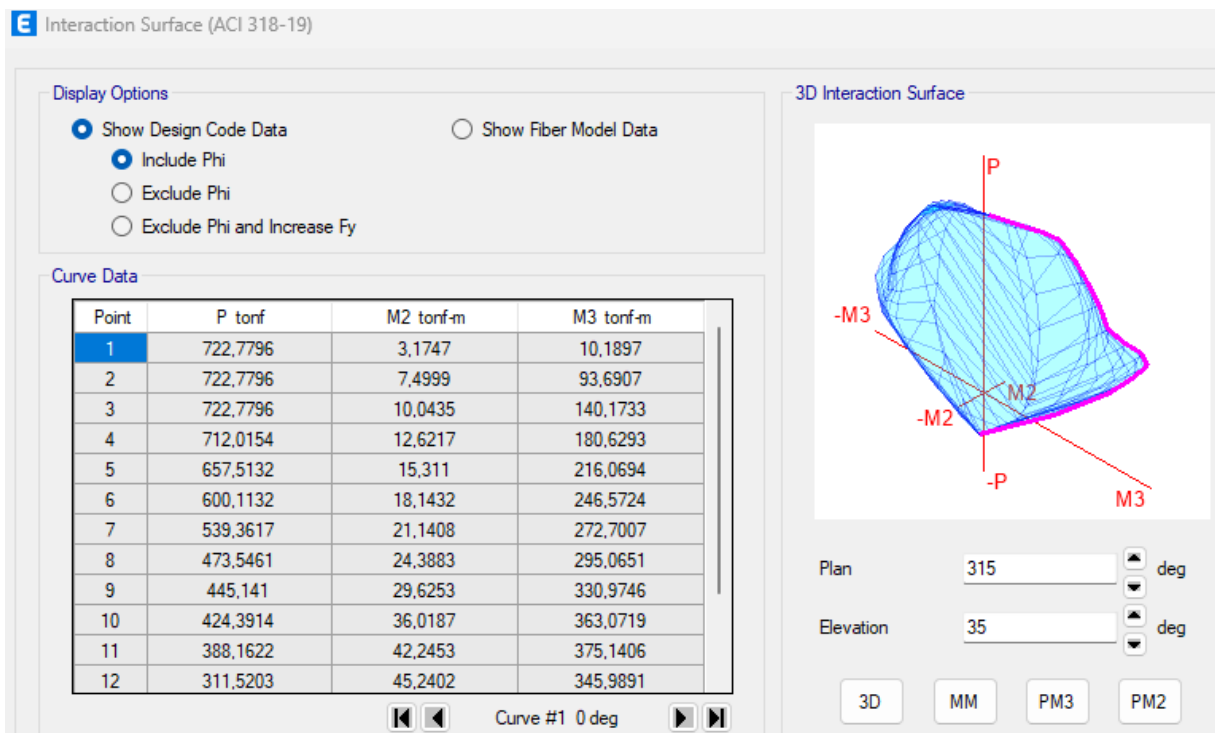 E Interaction Surface (ACI 318-19)
Display Options
Show Design Code Data Show Fiber Model Data
Include Phi
Exclude Phi
Exclude Phi and Increase Fy
Curve Data
Point P tonf M2 tonf-m M3 tonf-m
1 722,7796 3,1747 10,1897
2 722,7796 7,4999 93,6907
3 722,7796 10,0435 140,1733
4 712,0154 12,6217 180,6293
5 657,5132 15,311 216,0694
6 600,1132 18,1432 246,5724
7 539,3617 21,1408 272,7007
8 473,5461 24,3883 295,0651
9 445,141 29,6253 330,9746
10 424,3914 36,0187 363,0719
11 388,1622 42,2453 375,1406
12 311,5203 45,2402 345,9891
Curve #1 0 deg
3D Interaction Surface
P
-M3
M2
-M2
-P
M3
Plan 315 deg
Elevation 35 deg
3D MM PM3 PM2